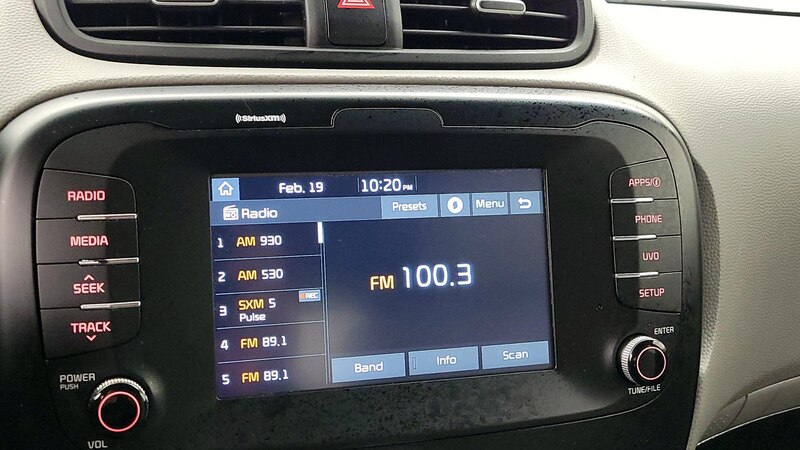 ((SiriusXM))
RADIO
MEDIA
SEEK
TRACK
POWER
PUSH
VOL
Feb. 19 10:20 PM
Radio Presets Menu
1 AM 930
2 AM 530
3 SXM 5
Pulse
REC
4 FM 89.1
5 FM 89.1
FM 100.3
Band Info Scan
APPS/i
PHONE
UVO
SETUP
ENTER
TUNE/FILE